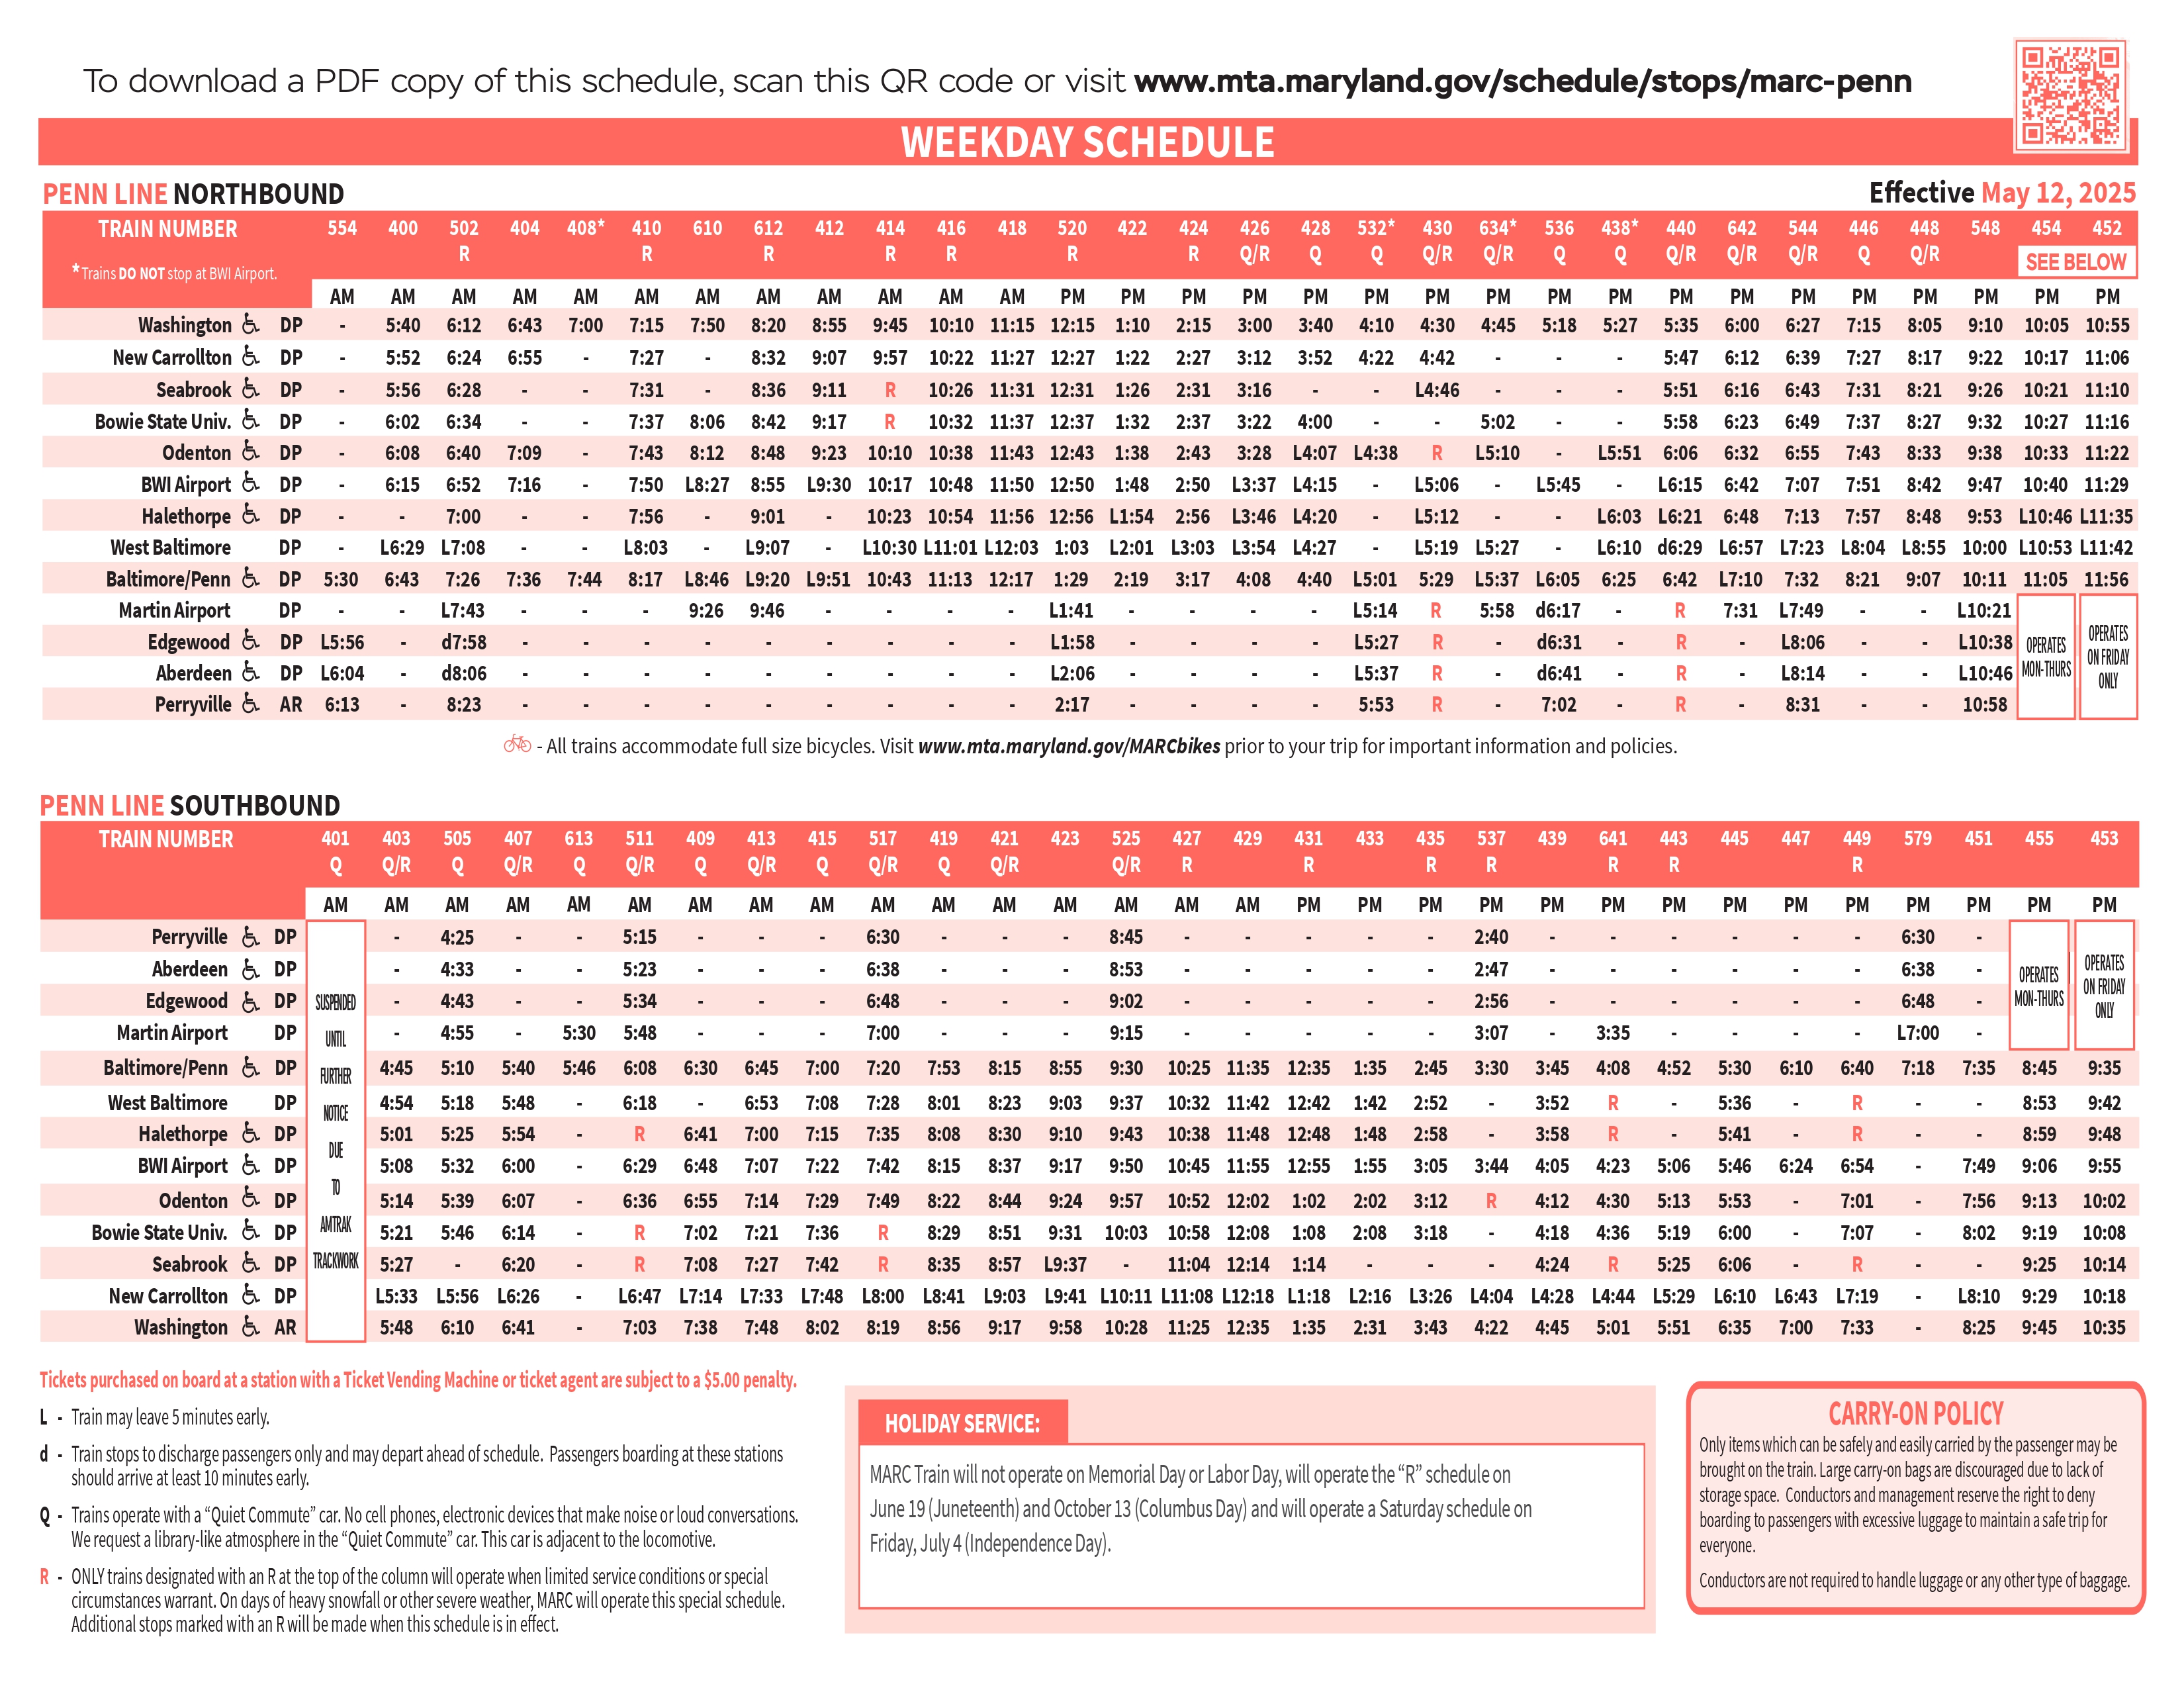 To download a PDF copy of this schedule, scan this QR code or visit www.mta.maryland.gov/schedule/stops/marc-penn
WEEKDAY SCHEDULE
PENN LINE NORTHBOUND Effective May 12, 2025
TRAIN NUMBER 554 400 502 404 408* 410 610 612 412 414 416 418 520 422 424 426 428 532* 430 634* 536 438* 440 642 544 446 448 548 454 452
R R R R R R R Q/R Q Q Q/R Q/R Q Q Q/R Q/R Q/R Q Q/R SEE BELOW
*Trains DO NOT stop at BWI Airport.
AM AM AM AM AM AM AM AM AM AM AM AM PM PM PM PM PM PM PM PM PM PM PM PM PM PM PM PM PM PM
Washington DP - 5:40 6:12 6:43 7:00 7:15 7:50 8:20 8:55 9:45 10:10 11:15 12:15 1:10 2:15 3:00 3:40 4:10 4:30 4:45 5:18 5:27 5:35 6:00 6:27 7:15 8:05 9:10 10:05 10:55
New Carrollton DP - 5:52 6:24 6:55 - 7:27 - 8:32 9:07 9:57 10:22 11:27 12:27 1:22 2:27 3:12 3:52 4:22 4:42 - - - 5:47 6:12 6:39 7:27 8:17 9:22 10:17 11:06
Seabrook DP - 5:56 6:28 - - 7:31 - 8:36 9:11 R 10:26 11:31 12:31 1:26 2:31 3:16 - - L4:46 - - - 5:51 6:16 6:43 7:31 8:21 9:26 10:21 11:10
Bowie State Univ. DP - 6:02 6:34 - - 7:37 8:06 8:42 9:17 R 10:32 11:37 12:37 1:32 2:37 3:22 4:00 - - 5:02 - - 5:58 6:23 6:49 7:37 8:27 9:32 10:27 11:16
Odenton DP - 6:08 6:40 7:09 - 7:43 8:12 8:48 9:23 10:10 10:38 11:43 12:43 1:38 2:43 3:28 L4:07 L4:38 R L5:10 - L5:51 6:06 6:32 6:55 7:43 8:33 9:38 10:33 11:22
BWI Airport DP - 6:15 6:52 7:16 - 7:50 L8:27 8:55 L9:30 10:17 10:48 11:50 12:50 1:48 2:50 L3:37 L4:15 - L5:06 - L5:45 - L6:15 6:42 7:07 7:51 8:42 9:47 10:40 11:29
Halethorpe DP - - 7:00 - - 7:56 - 9:01 - 10:23 10:54 11:56 12:56 L1:54 2:56 L3:46 L4:20 - L5:12 - - L6:03 L6:21 6:48 7:13 7:57 8:48 9:53 L10:46 L11:35
West Baltimore DP - L6:29 L7:08 - - L8:03 - L9:07 - L10:30 L11:01 L12:03 1:03 L2:01 L3:03 L3:54 L4:27 - L5:19 L5:27 - L6:10 d6:29 L6:57 L7:23 L8:04 L8:55 10:00 L10:53 L11:42
Baltimore/Penn DP 5:30 6:43 7:26 7:36 7:44 8:17 L8:46 L9:20 L9:51 10:43 11:13 12:17 1:29 2:19 3:17 4:08 4:40 L5:01 5:29 L5:37 L6:05 6:25 6:42 L7:10 7:32 8:21 9:07 10:11 11:05 11:56
Martin Airport DP - - L7:43 - - - 9:26 9:46 - - - - L1:41 - - - - L5:14 R 5:58 d6:17 - R 7:31 L7:49 - - L10:21
Edgewood DP L5:56 - d7:58 - - - - - - - - - L1:58 - - - - L5:27 R - d6:31 - R - L8:06 - - L10:38
Aberdeen DP L6:04 - d8:06 - - - - - - - - - L2:06 - - - - L5:37 R - d6:41 - R - L8:14 - - L10:46
Perryville AR 6:13 - 8:23 - - - - - - - - - 2:17 - - - - 5:53 R - 7:02 - R - 8:31 - - 10:58
OPERATES
MON-THURS
OPERATES
ON FRIDAY
ONLY
- All trains accommodate full size bicycles. Visit www.mta.maryland.gov/MARCbikes prior to your trip for important information and policies.
PENN LINE SOUTHBOUND
TRAIN NUMBER 401 403 505 407 613 511 409 413 415 517 419 421 423 525 427 429 431 433 435 537 439 641 443 445 447 449 579 451 455 453
Q Q/R Q Q/R Q Q/R Q Q/R Q Q/R Q Q/R Q/R R R R R R R R
AM AM AM AM AM AM AM AM AM AM AM AM AM AM AM AM PM PM PM PM PM PM PM PM PM PM PM PM PM PM
SUSPENDED
UNTIL
FURTHER
NOTICE
DUE
TO
AMTRAK
TRACKWORK
Perryville DP - 4:25 - - 5:15 - - - 6:30 - - - 8:45 - - - - - 2:40 - - - - - - 6:30 -
Aberdeen DP - 4:33 - - 5:23 - - - 6:38 - - - 8:53 - - - - - 2:47 - - - - - - 6:38 -
Edgewood DP - 4:43 - - 5:34 - - - 6:48 - - - 9:02 - - - - - 2:56 - - - - - - 6:48 -
Martin Airport DP - 4:55 - 5:30 5:48 - - - 7:00 - - - 9:15 - - - - - 3:07 - 3:35 - - - - L7:00 -
OPERATES
MON-THURS
OPERATES
ON FRIDAY
ONLY
Baltimore/Penn DP 4:45 5:10 5:40 5:46 6:08 6:30 6:45 7:00 7:20 7:53 8:15 8:55 9:30 10:25 11:35 12:35 1:35 2:45 3:30 3:45 4:08 4:52 5:30 6:10 6:40 7:18 7:35 8:45 9:35
West Baltimore DP 4:54 5:18 5:48 - 6:18 - 6:53 7:08 7:28 8:01 8:23 9:03 9:37 10:32 11:42 12:42 1:42 2:52 - 3:52 R - 5:36 - R - - 8:53 9:42
Halethorpe DP 5:01 5:25 5:54 - R 6:41 7:00 7:15 7:35 8:08 8:30 9:10 9:43 10:38 11:48 12:48 1:48 2:58 - 3:58 R - 5:41 - R - - 8:59 9:48
BWI Airport DP 5:08 5:32 6:00 - 6:29 6:48 7:07 7:22 7:42 8:15 8:37 9:17 9:50 10:45 11:55 12:55 1:55 3:05 3:44 4:05 4:23 5:06 5:46 6:24 6:54 - 7:49 9:06 9:55
Odenton DP 5:14 5:39 6:07 - 6:36 6:55 7:14 7:29 7:49 8:22 8:44 9:24 9:57 10:52 12:02 1:02 2:02 3:12 R 4:12 4:30 5:13 5:53 - 7:01 - 7:56 9:13 10:02
Bowie State Univ. DP 5:21 5:46 6:14 - R 7:02 7:21 7:36 R 8:29 8:51 9:31 10:03 10:58 12:08 1:08 2:08 3:18 - 4:18 4:36 5:19 6:00 - 7:07 - 8:02 9:19 10:08
Seabrook DP 5:27 - 6:20 - R 7:08 7:27 7:42 R 8:35 8:57 L9:37 - 11:04 12:14 1:14 - - - 4:24 R 5:25 6:06 - R - - 9:25 10:14
New Carrollton DP L5:33 L5:56 L6:26 - L6:47 L7:14 L7:33 L7:48 L8:00 L8:41 L9:03 L9:41 L10:11 L11:08 L12:18 L1:18 L2:16 L3:26 L4:04 L4:28 L4:44 L5:29 L6:10 L6:43 L7:19 - L8:10 9:29 10:18
Washington AR 5:48 6:10 6:41 - 7:03 7:38 7:48 8:02 8:19 8:56 9:17 9:58 10:28 11:25 12:35 1:35 2:31 3:43 4:22 4:45 5:01 5:51 6:35 7:00 7:33 - 8:25 9:45 10:35
Tickets purchased on board at a station with a Ticket Vending Machine or ticket agent are subject to a $5.00 penalty.
L - Train may leave 5 minutes early.
d - Train stops to discharge passengers only and may depart ahead of schedule. Passengers boarding at these stations
should arrive at least 10 minutes early.
Q - Trains operate with a “Quiet Commute” car. No cell phones, electronic devices that make noise or loud conversations.
We request a library-like atmosphere in the “Quiet Commute” car. This car is adjacent to the locomotive.
R - ONLY trains designated with an R at the top of the column will operate when limited service conditions or special
circumstances warrant. On days of heavy snowfall or other severe weather, MARC will operate this special schedule.
Additional stops marked with an R will be made when this schedule is in effect.
HOLIDAY SERVICE:
MARC Train will not operate on Memorial Day or Labor Day, will operate the “R” schedule on
June 19 (Juneteenth) and October 13 (Columbus Day) and will operate a Saturday schedule on
Friday, July 4 (Independence Day).
CARRY-ON POLICY
Only items which can be safely and easily carried by the passenger may be
brought on the train. Large carry-on bags are discouraged due to lack of
storage space. Conductors and management reserve the right to deny
boarding to passengers with excessive luggage to maintain a safe trip for
everyone.
Conductors are not required to handle luggage or any other type of baggage.